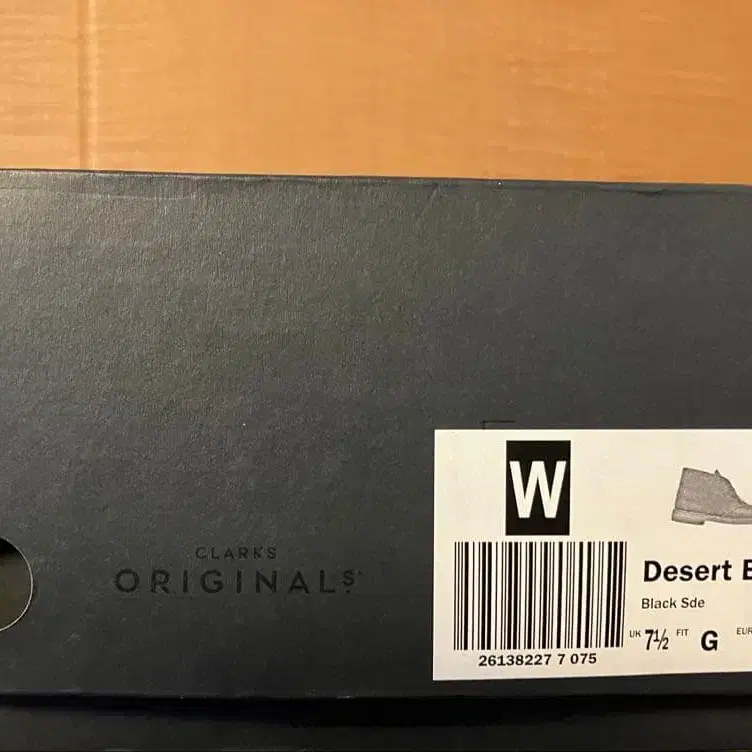 CLARKS
ORIGINALS
W
26138227 7 075
Desert
Black Sde
UK 7½ FIT G EUR